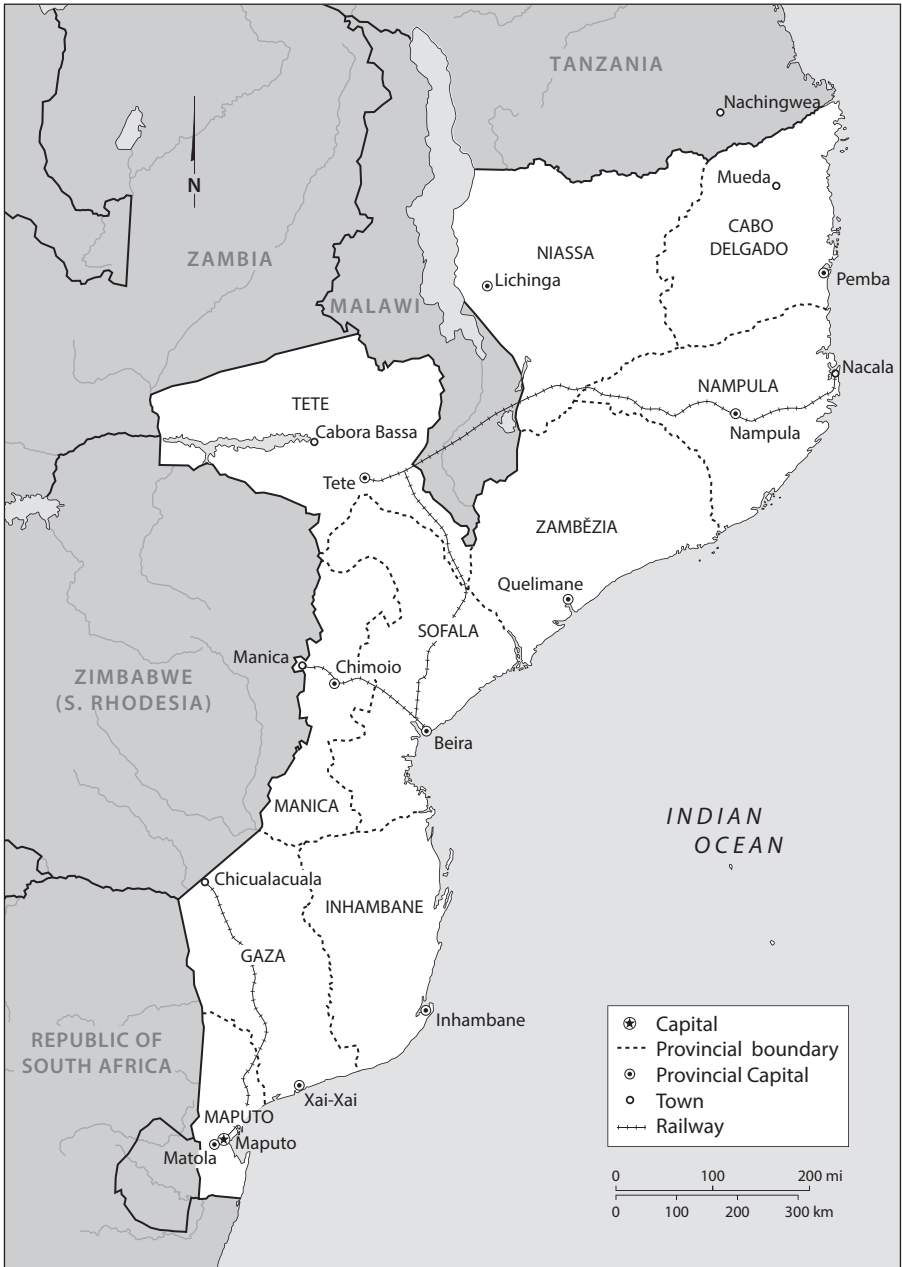 TANZANIA
Nachingwea
N
Mueda
CABO
DELGADO
ZAMBIA
NIASSA
Lichinga
Pemba
MALAWI
Nacala
NAMPULA
TETE
Cabora Bassa
Nampula
Tete
ZAMBĚZIA
Quelimane
SOFALA
Manica
Chimoio
ZIMBABWE
(S. RHODESIA)
Beira
MANICA
INDIAN
OCEAN
Chicualacuala
INHAMBANE
GAZA
Inhambane
REPUBLIC OF
SOUTH AFRICA
Xai-Xai
MAPUTO
Maputo
Matola
Capital
Provincial boundary
Provincial Capital
Town
Railway
0 100 200 mi
0 100 200 300 km